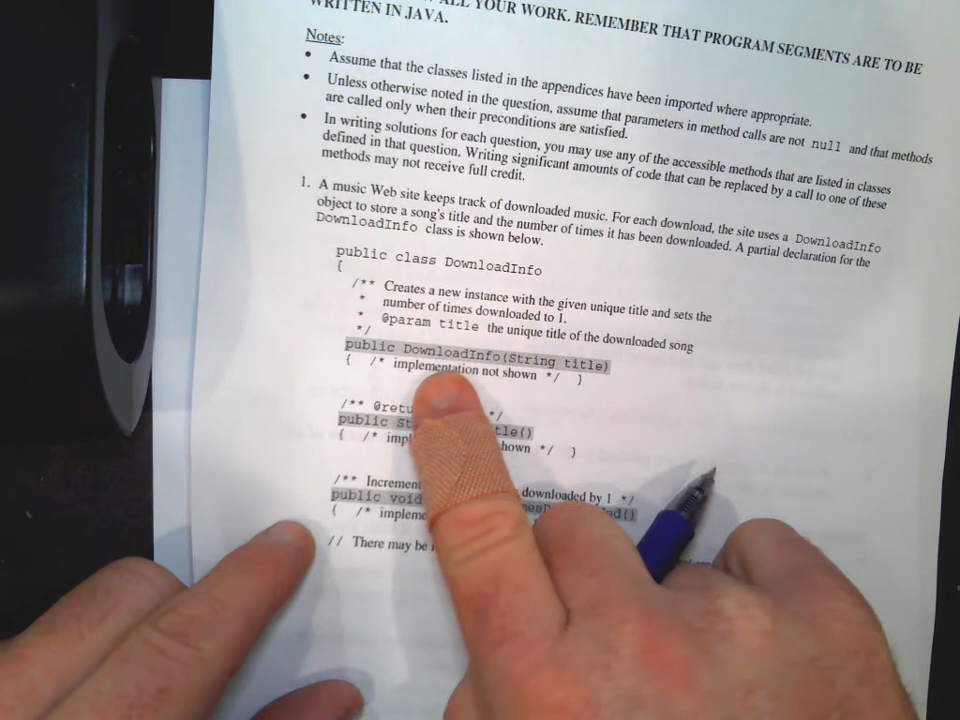 ALL YOUR WORK. REMEMBER THAT PROGRAM SEGMENTS ARE TO BE
WRITTEN IN JAVA.
Notes:
• Assume that the classes listed in the appendices have been imported where appropriate.
• Unless otherwise noted in the question, assume that parameters in method calls are not null and that methods
are called only when their preconditions are satisfied.
• In writing solutions for each question, you may use any of the accessible methods that are listed in classes
defined in that question. Writing significant amounts of code that can be replaced by a call to one of these
methods may not receive full credit.
1. A music Web site keeps track of downloaded music. For each download, the site uses a DownloadInfo
object to store a song's title and the number of times it has been downloaded. A partial declaration for the
DownloadInfo class is shown below.
public class DownloadInfo
{
/** Creates a new instance with the given unique title and sets the
* number of times downloaded to 1.
* @param title the unique title of the downloaded song
*/
public DownloadInfo(String title)
{ /* implementation not shown */ }
/** @retu */
public St tle()
{ /* impl shown */ }
/** Increment downloaded by 1 */
public void ed()
{ /* impleme
// There may be